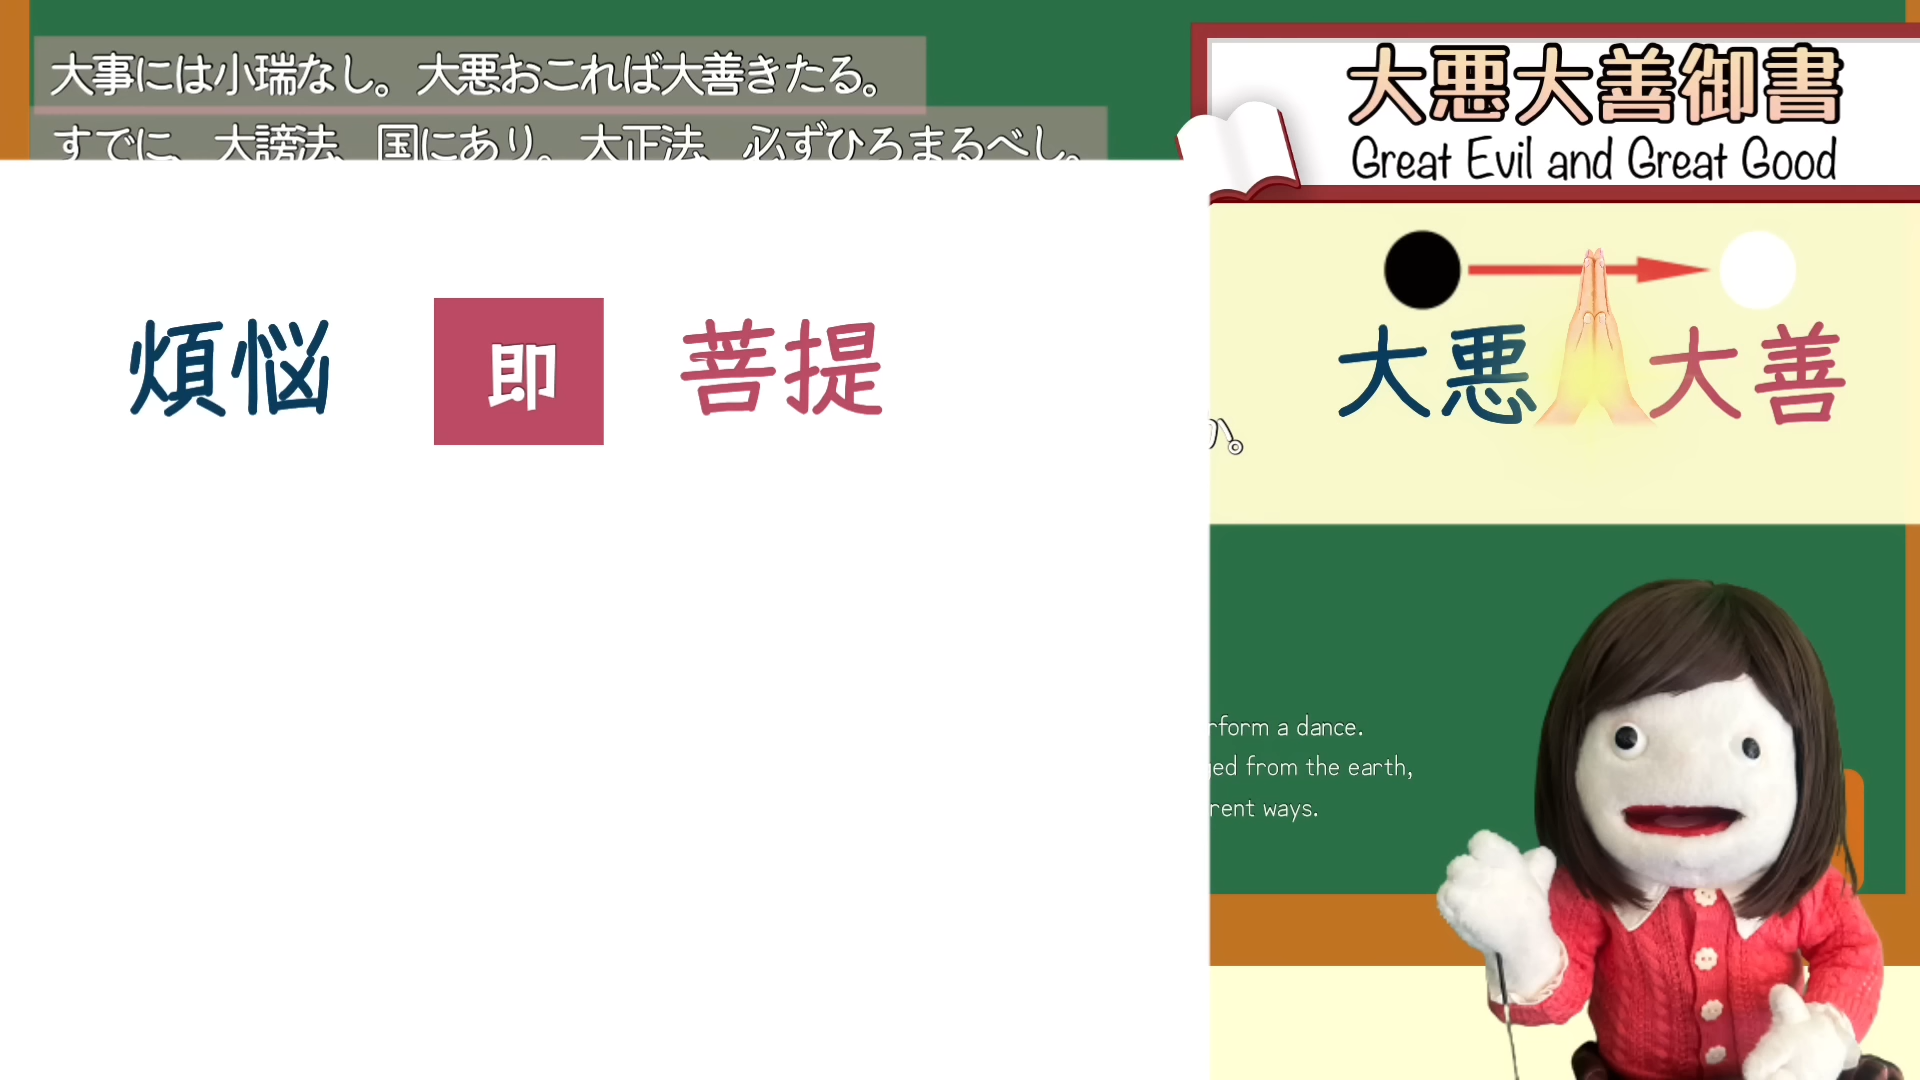 大事には小瑞なし。大悪おこれば大善きたる。
すでに、大謗法、国にあり。大正法、必ずひろまるべし。
大悪大善御書
Great Evil and Great Good
煩悩 即 菩提
大悪 大善
か。
form a dance.
ed from the earth,
rent ways.